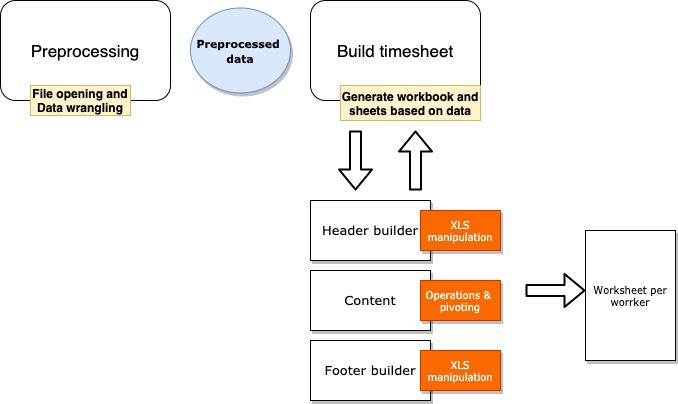 Preprocessing
File opening and
Data wrangling
Preprocessed
data
Build timesheet
Generate workbook and
sheets based on data
Header builder
XLS
manipulation
Content
Operations &
pivoting
Footer builder
XLS
manipulation
Worksheet per
worrker